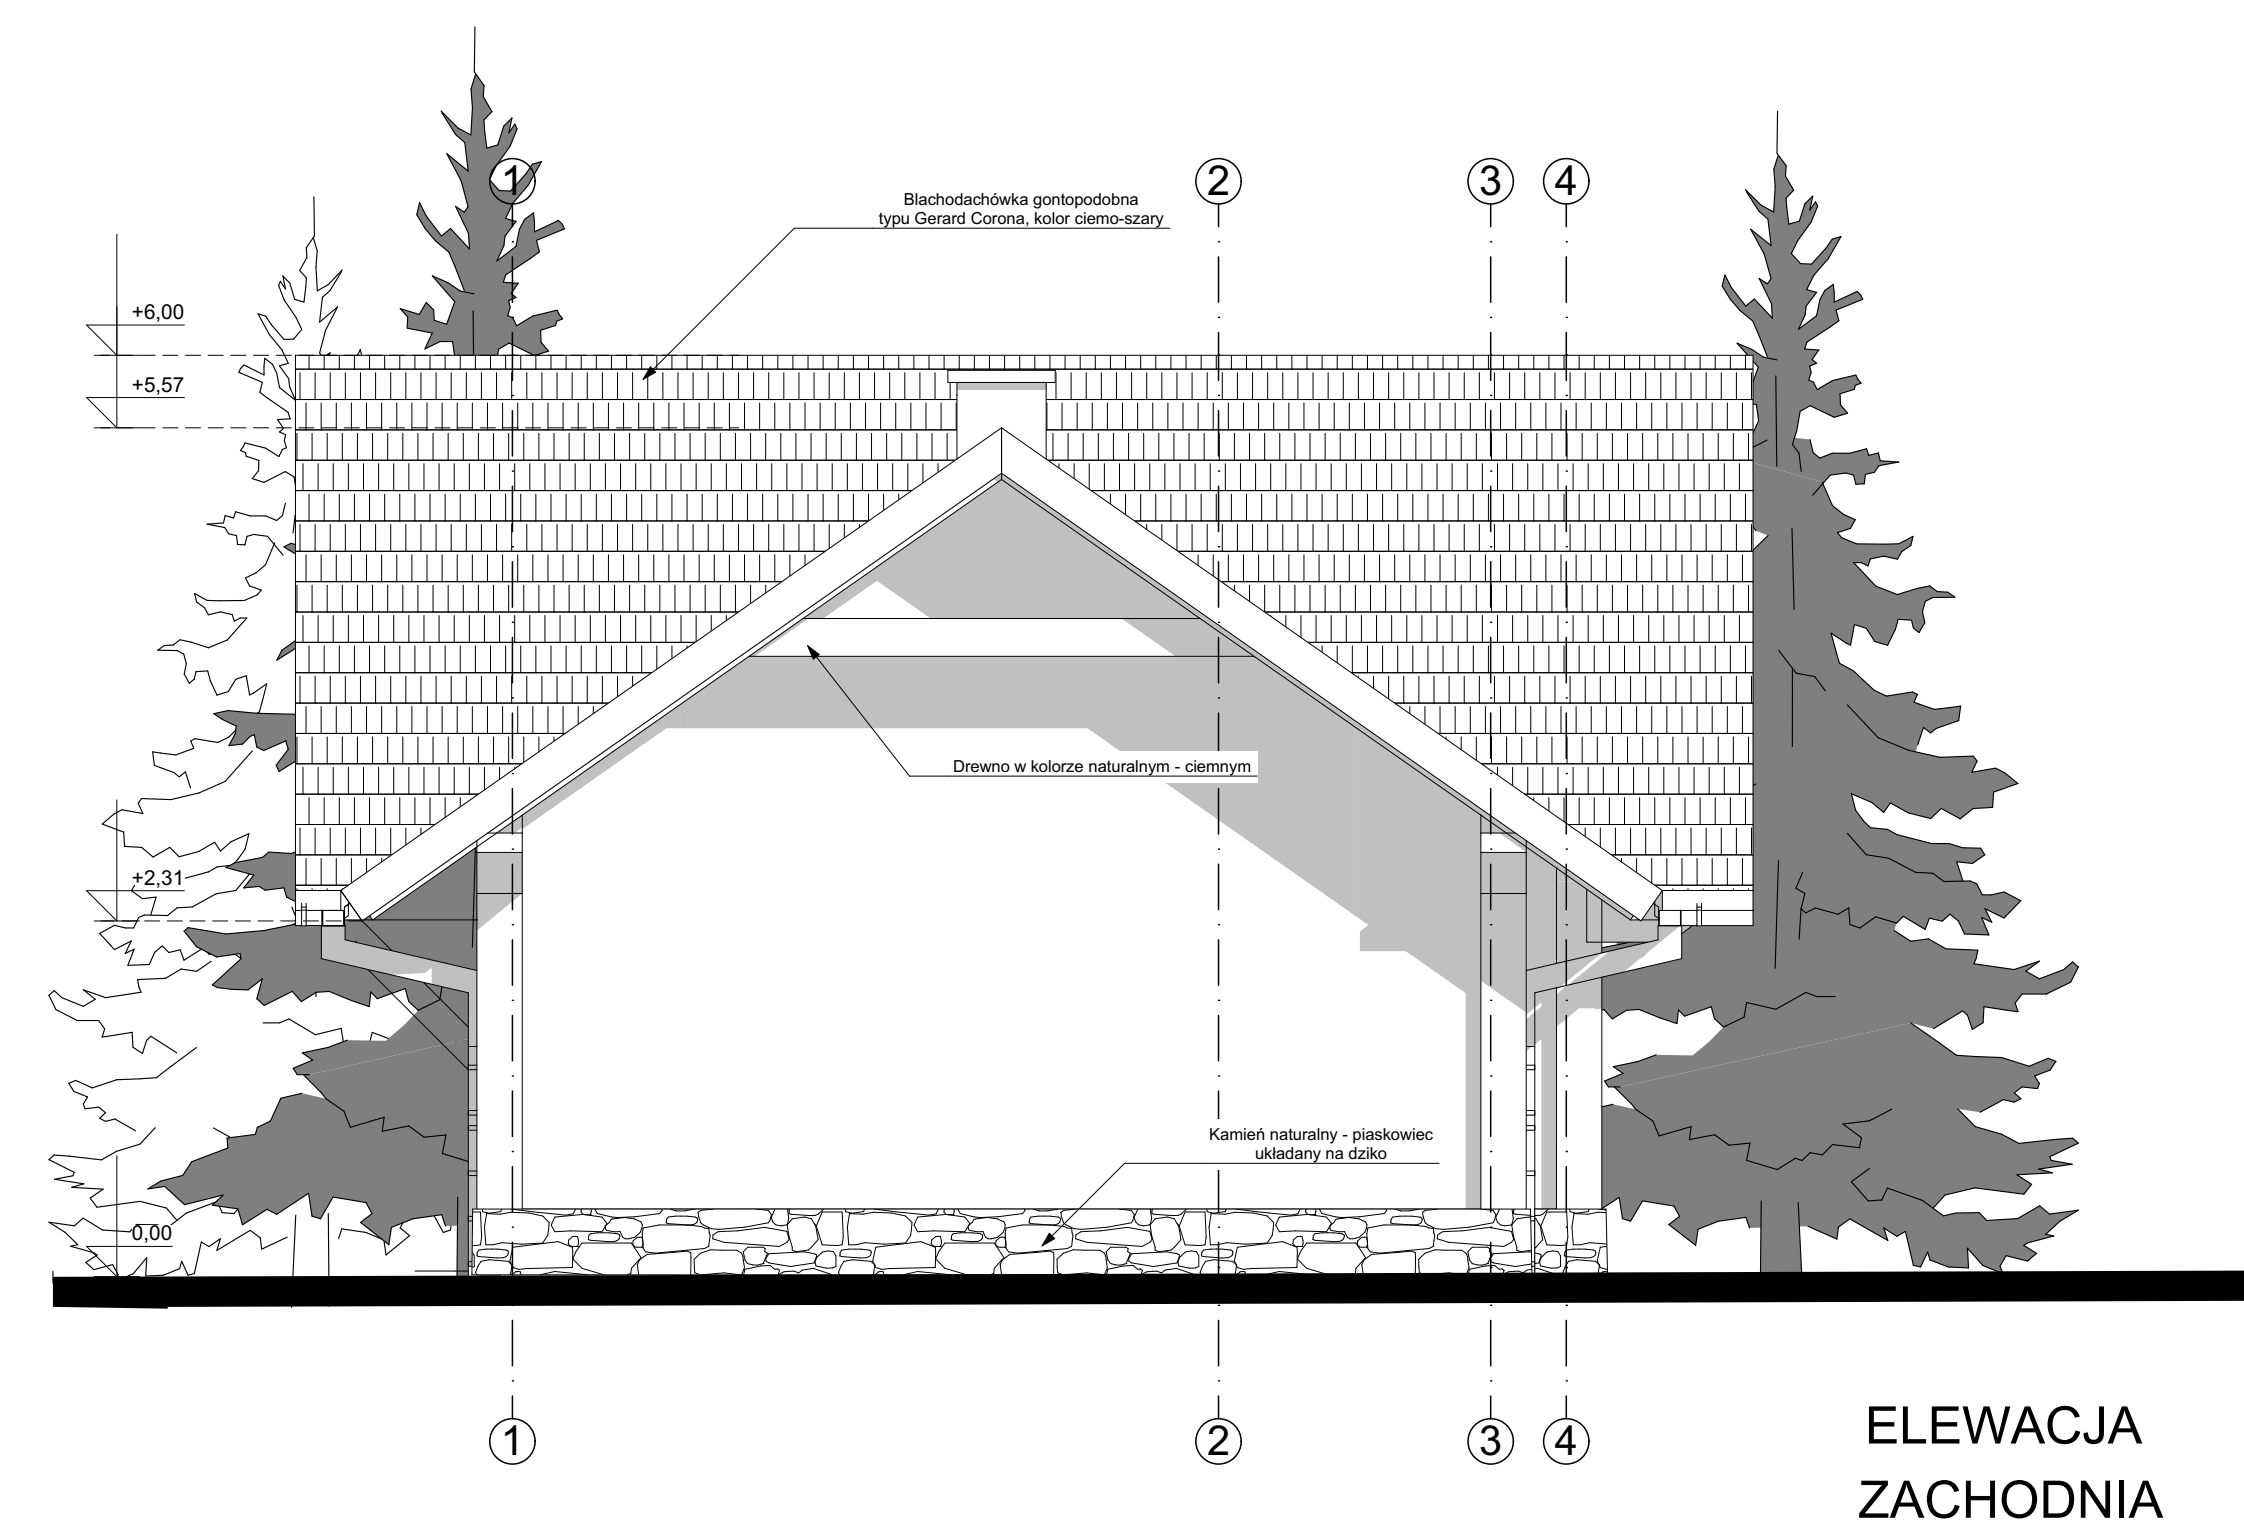 1
2
3
4
Blachodachówka gontopodobna
typu Gerard Corona, kolor ciemo-szary
+6,00
+5,57
Drewno w kolorze naturalnym - ciemnym
+2,31
Kamień naturalny - piaskowiec
układany na dziko
0,00
1
2
3
4
ELEWACJA
ZACHODNIA